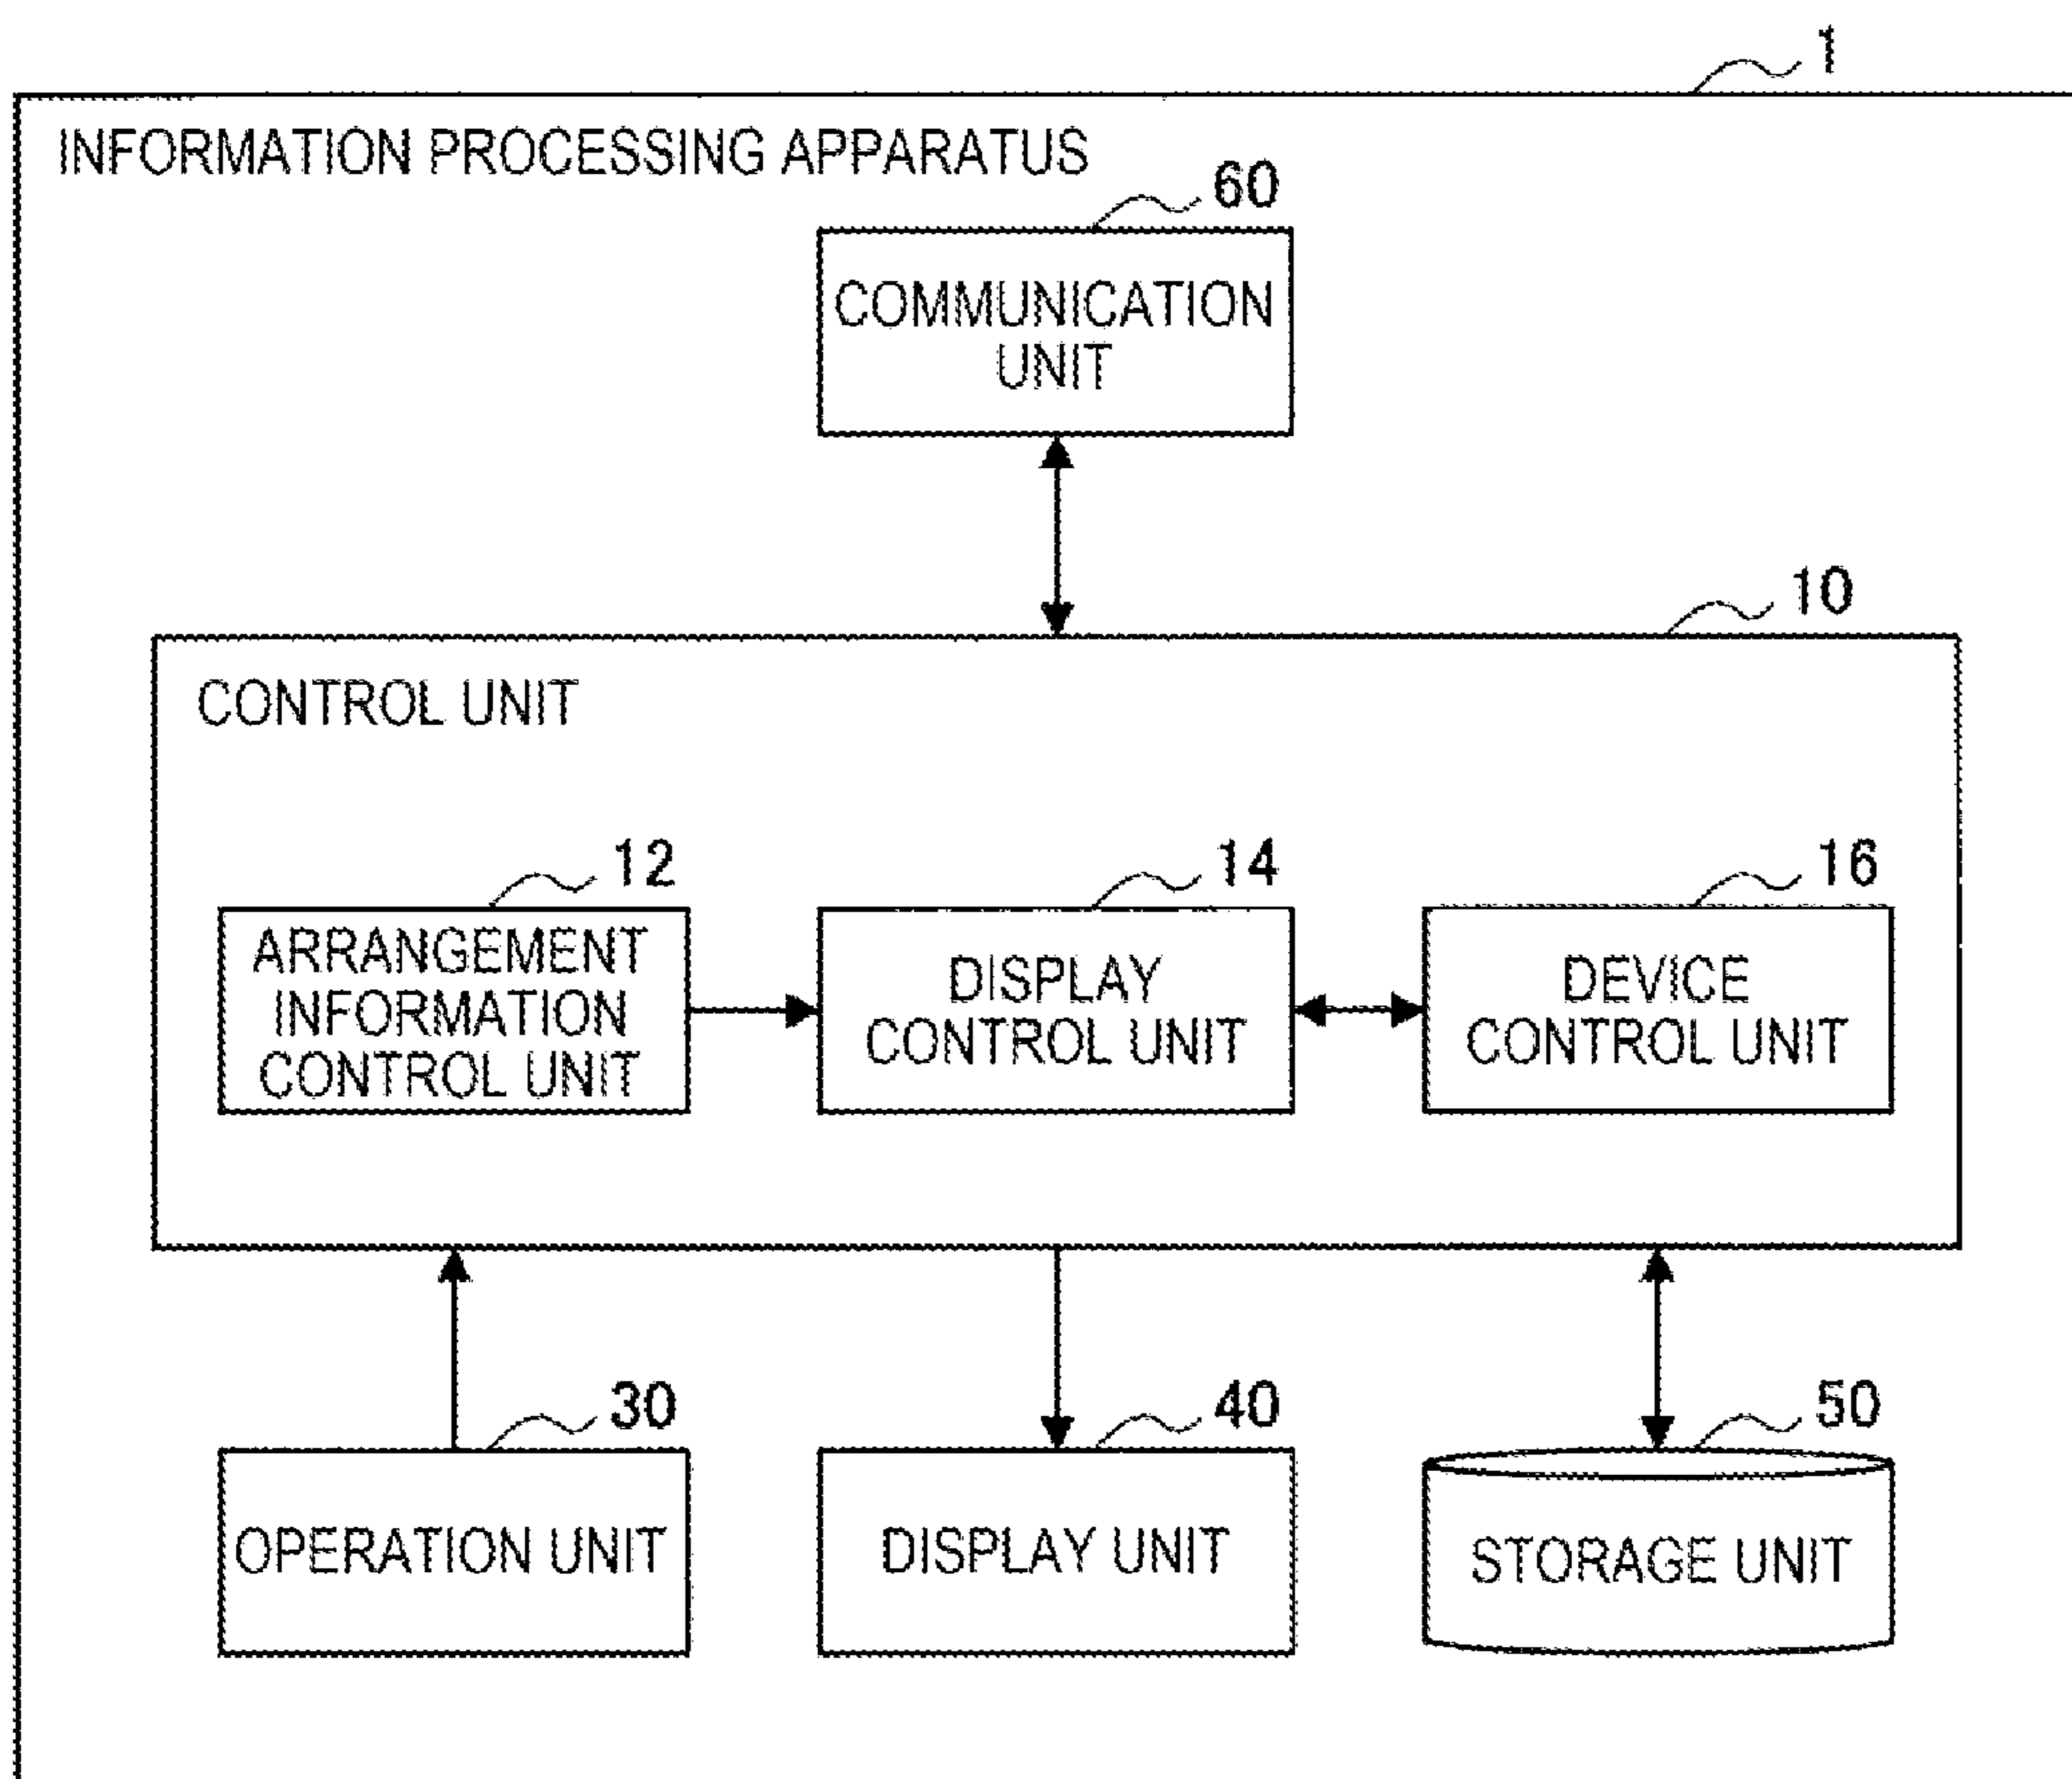 1
INFORMATION PROCESSING APPARATUS
60
COMMUNICATION
UNIT
10
CONTROL UNIT
12
ARRANGEMENT
INFORMATION
CONTROL UNIT
14
DISPLAY
CONTROL UNIT
16
DEVICE
CONTROL UNIT
30
OPERATION UNIT
40
DISPLAY UNIT
50
STORAGE UNIT